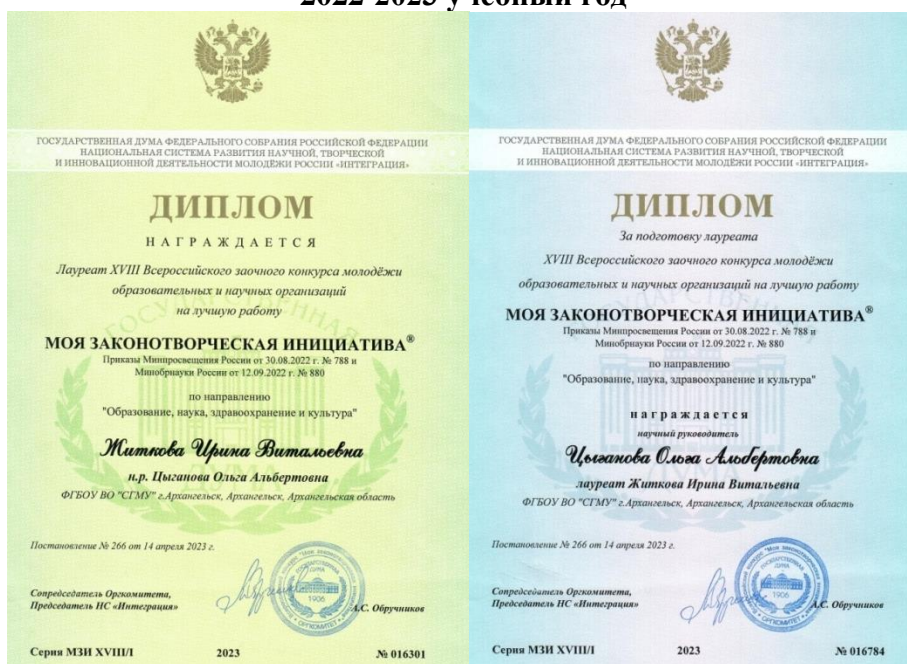 2022-2023 учебный год
ГОСУДАРСТВЕННАЯ ДУМА ФЕДЕРАЛЬНОГО СОБРАНИЯ РОССИЙСКОЙ ФЕДЕРАЦИИ
НАЦИОНАЛЬНАЯ СИСТЕМА РАЗВИТИЯ НАУЧНОЙ, ТВОРЧЕСКОЙ
И ИННОВАЦИОННОЙ ДЕЯТЕЛЬНОСТИ МОЛОДЁЖИ РОССИИ «ИНТЕГРАЦИЯ»
ДИПЛОМ
НАГРАЖДАЕТСЯ
Лауреат XVIII Всероссийского заочного конкурса молодёжи
образовательных и научных организаций
на лучшую работу
МОЯ ЗАКОНОТВОРЧЕСКАЯ ИНИЦИАТИВА®
Приказы Минпросвещения России от 30.08.2022 г. № 788 и
Минобрнауки России от 12.09.2022 г. № 880
по направлению
"Образование, наука, здравоохранение и культура"
Житкова Ирина Витальевна
н.р. Цыганова Ольга Альбертовна
ФГБОУ ВО "СГМУ" г.Архангельск, Архангельск, Архангельская область
Постановление № 266 от 14 апреля 2023 г.
Сопредседатель Оргкомитета,
Председатель НС «Интеграция»
А.С. Обручников
Серия МЗИ XVIII/I 2023 № 016301
ГОСУДАРСТВЕННАЯ ДУМА ФЕДЕРАЛЬНОГО СОБРАНИЯ РОССИЙСКОЙ ФЕДЕРАЦИИ
НАЦИОНАЛЬНАЯ СИСТЕМА РАЗВИТИЯ НАУЧНОЙ, ТВОРЧЕСКОЙ
И ИННОВАЦИОННОЙ ДЕЯТЕЛЬНОСТИ МОЛОДЁЖИ РОССИИ «ИНТЕГРАЦИЯ»
ДИПЛОМ
За подготовку лауреата
XVIII Всероссийского заочного конкурса молодёжи
образовательных и научных организаций на лучшую работу
МОЯ ЗАКОНОТВОРЧЕСКАЯ ИНИЦИАТИВА®
Приказы Минпросвещения России от 30.08.2022 г. № 788 и
Минобрнауки России от 12.09.2022 г. № 880
по направлению
"Образование, наука, здравоохранение и культура"
награждается
научный руководитель
Цыганова Ольга Альбертовна
лауреат Житкова Ирина Витальевна
ФГБОУ ВО "СГМУ" г.Архангельск, Архангельск, Архангельская область
Постановление № 266 от 14 апреля 2023 г.
Сопредседатель Оргкомитета,
Председатель НС «Интеграция»
А.С. Обручников
Серия МЗИ XVIII/I 2023 № 016784